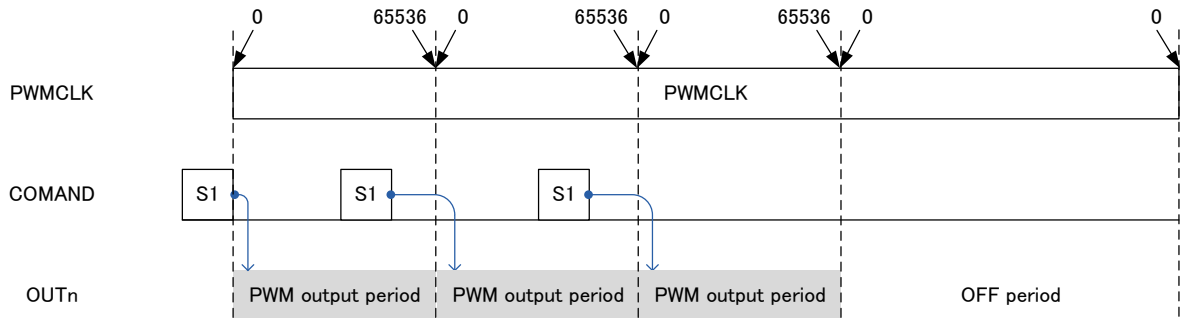 0 65536 0 65536 0 65536 0 0
PWMCLK PWMCLK
COMAND S1 S1 S1
OUTn PWM output period PWM output period PWM output period OFF period